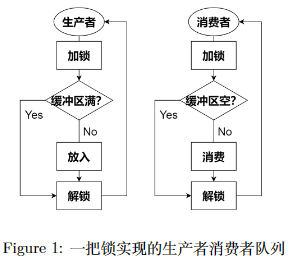 生产者
加锁
缓冲区满?
Yes
No
放入
解锁
消费者
加锁
缓冲区空?
Yes
No
消费
解锁
Figure 1: 一把锁实现的生产者消费者队列